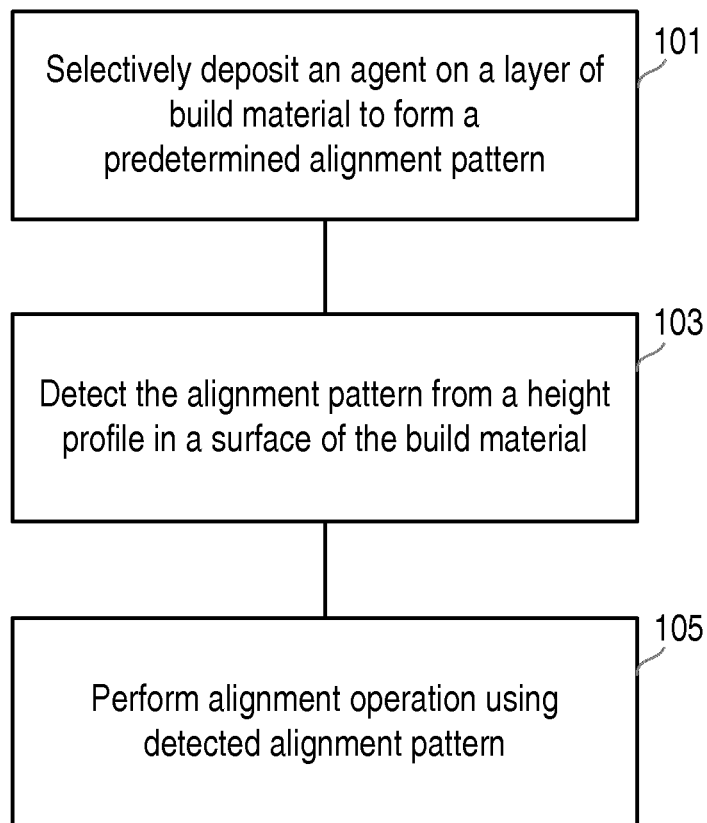 Selectively deposit an agent on a layer of
build material to form a
predetermined alignment pattern
101
Detect the alignment pattern from a height
profile in a surface of the build material
103
Perform alignment operation using
detected alignment pattern
105